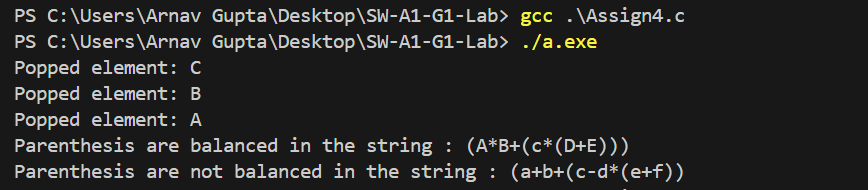 PS C:\Users\Arnav Gupta\Desktop\SW-A1-G1-Lab> gcc .\Assign4.c
PS C:\Users\Arnav Gupta\Desktop\SW-A1-G1-Lab> ./a.exe
Popped element: C
Popped element: B
Popped element: A
Parenthesis are balanced in the string : (A*B+(c*(D+E)))
Parenthesis are not balanced in the string : (a+b+(c-d*(e+f))